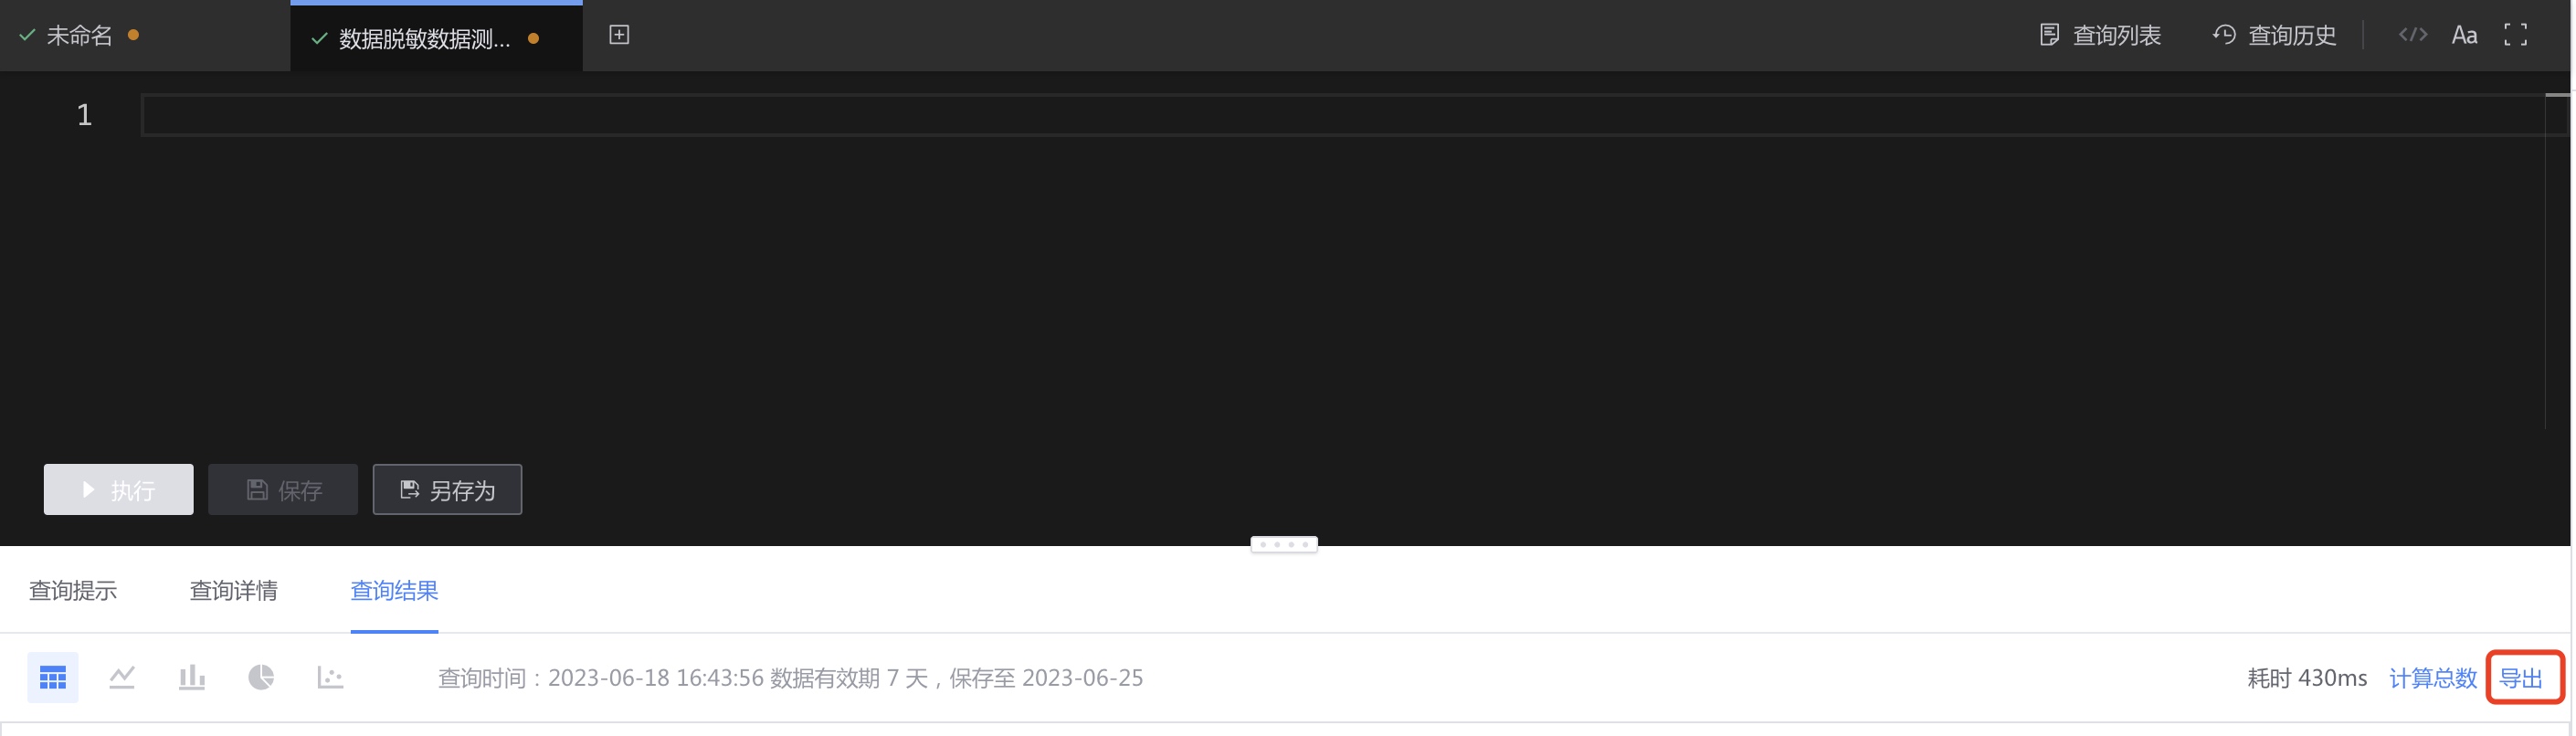 未命名
数据脱敏数据测...
查询列表
查询历史
</>
Aa
1
执行
保存
另存为
查询提示
查询详情
查询结果
查询时间：2023-06-18 16:43:56 数据有效期 7 天，保存至 2023-06-25
耗时 430ms
计算总数
导出